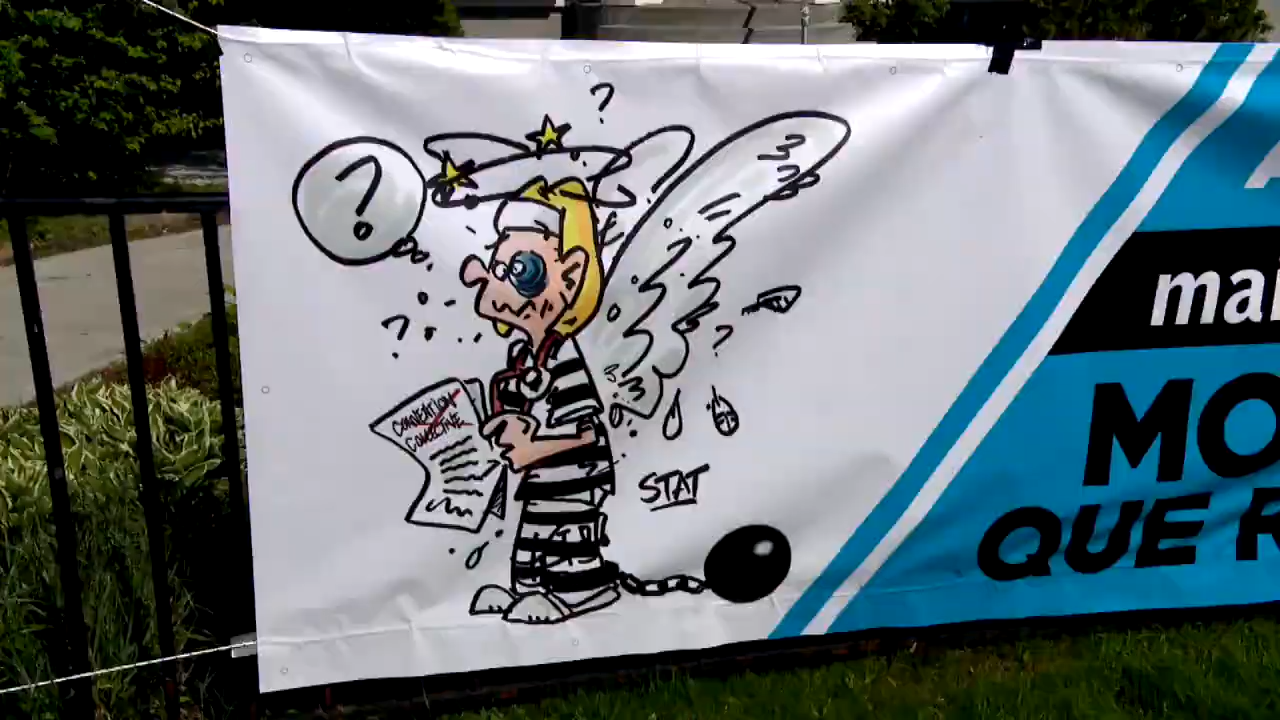 ?
?
?
?
CONVENTION
COLLECTIVE
STAT
mai
MO
QUE R